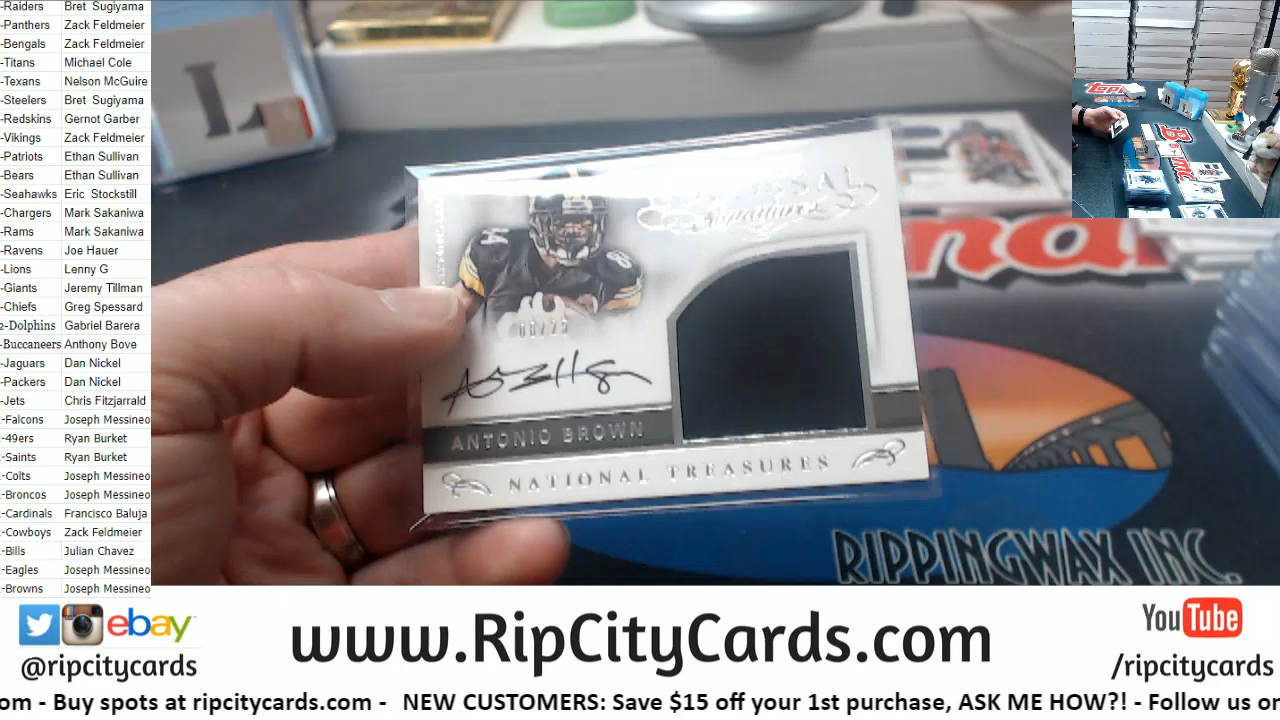 -Raiders Bret Sugiyama
-Panthers Zack Feldmeier
-Bengals Zack Feldmeier
-Titans Michael Cole
-Texans Nelson McGuire
-Steelers Bret Sugiyama
-Redskins Gernot Garber
-Vikings Zack Feldmeier
-Patriots Ethan Sullivan
-Bears Ethan Sullivan
-Seahawks Eric Stockstill
-Chargers Mark Sakaniwa
-Rams Mark Sakaniwa
-Ravens Joe Hauer
-Lions Lenny G
-Giants Jeremy Tillman
-Chiefs Greg Spessard
2-Dolphins Gabriel Barera
-Buccaneers Anthony Bove
-Jaguars Dan Nickel
-Packers Dan Nickel
-Jets Chris Fitzjarrald
-Falcons Joseph Messineo
-49ers Ryan Burket
-Saints Ryan Burket
-Colts Joseph Messineo
-Broncos Joseph Messineo
-Cardinals Francisco Baluja
-Cowboys Zack Feldmeier
-Bills Julian Chavez
-Eagles Joseph Messineo
-Browns Joseph Messineo
Signatures
84
ANTONIO BROWN
NATIONAL TREASURES
RIPPINGWAX INC.
topps
ebay
@ripcitycards
www.RipCityCards.com
YouTube
/ripcitycards
om - Buy spots at ripcitycards.com - NEW CUSTOMERS: Save $15 off your 1st purchase, ASK ME HOW?! - Follow us o